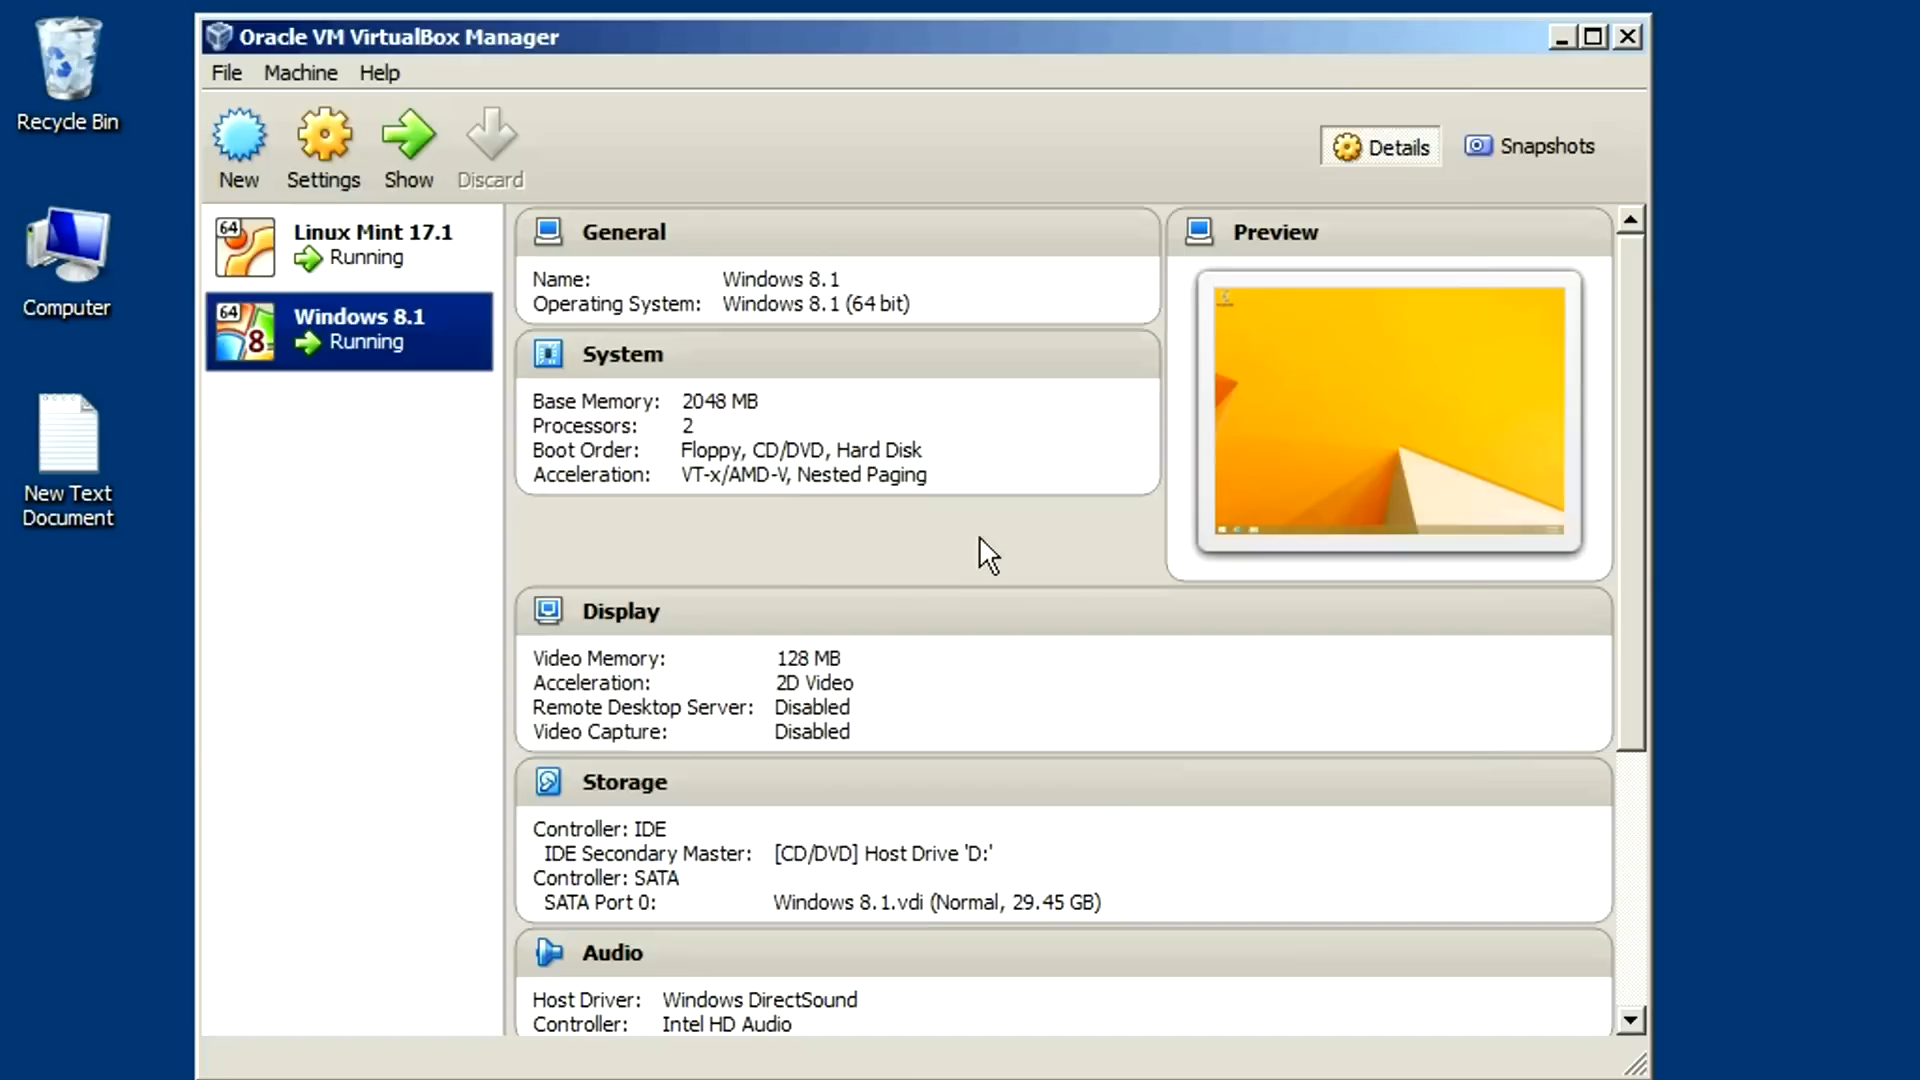 Recycle Bin
Computer
New Text
Document
Oracle VM VirtualBox Manager
File Machine Help
New Settings Show Discard
Details Snapshots
64
Linux Mint 17.1
Running
64
8
Windows 8.1
Running
General
Name: Windows 8.1
Operating System: Windows 8.1 (64 bit)
System
Base Memory: 2048 MB
Processors: 2
Boot Order: Floppy, CD/DVD, Hard Disk
Acceleration: VT-x/AMD-V, Nested Paging
Preview
Display
Video Memory: 128 MB
Acceleration: 2D Video
Remote Desktop Server: Disabled
Video Capture: Disabled
Storage
Controller: IDE
IDE Secondary Master: [CD/DVD] Host Drive 'D:'
Controller: SATA
SATA Port 0: Windows 8.1.vdi (Normal, 29.45 GB)
Audio
Host Driver: Windows DirectSound
Controller: Intel HD Audio